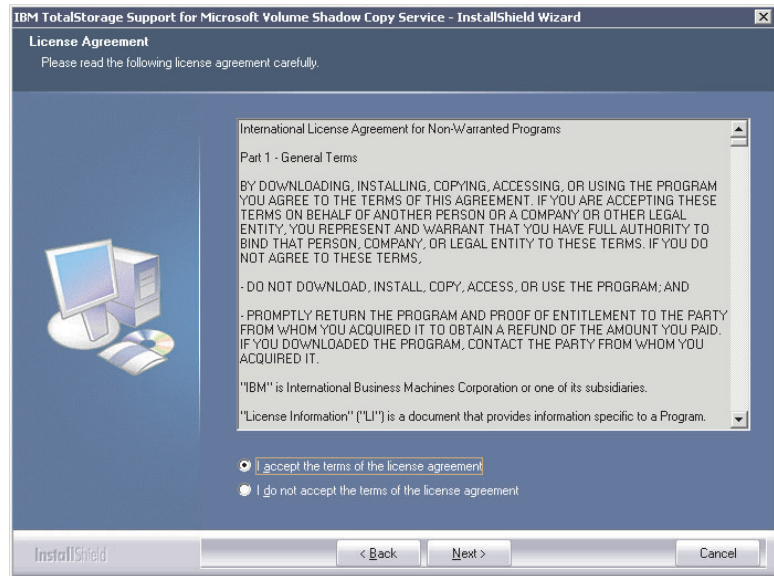 IBM TotalStorage Support for Microsoft Volume Shadow Copy Service - InstallShield Wizard
License Agreement
Please read the following license agreement carefully.
International License Agreement for Non-Warranted Programs
Part 1 - General Terms
BY DOWNLOADING, INSTALLING, COPYING, ACCESSING, OR USING THE PROGRAM
YOU AGREE TO THE TERMS OF THIS AGREEMENT. IF YOU ARE ACCEPTING THESE
TERMS ON BEHALF OF ANOTHER PERSON OR A COMPANY OR OTHER LEGAL
ENTITY, YOU REPRESENT AND WARRANT THAT YOU HAVE FULL AUTHORITY TO
BIND THAT PERSON, COMPANY, OR LEGAL ENTITY TO THESE TERMS. IF YOU DO
NOT AGREE TO THESE TERMS,
- DO NOT DOWNLOAD, INSTALL, COPY, ACCESS, OR USE THE PROGRAM; AND
- PROMPTLY RETURN THE PROGRAM AND PROOF OF ENTITLEMENT TO THE PARTY
FROM WHOM YOU ACQUIRED IT TO OBTAIN A REFUND OF THE AMOUNT YOU PAID.
IF YOU DOWNLOADED THE PROGRAM, CONTACT THE PARTY FROM WHOM YOU
ACQUIRED IT.
"IBM" is International Business Machines Corporation or one of its subsidiaries.
"License Information" ("LI") is a document that provides information specific to a Program.
I accept the terms of the license agreement
I do not accept the terms of the license agreement
InstallShield
< Back
Next >
Cancel